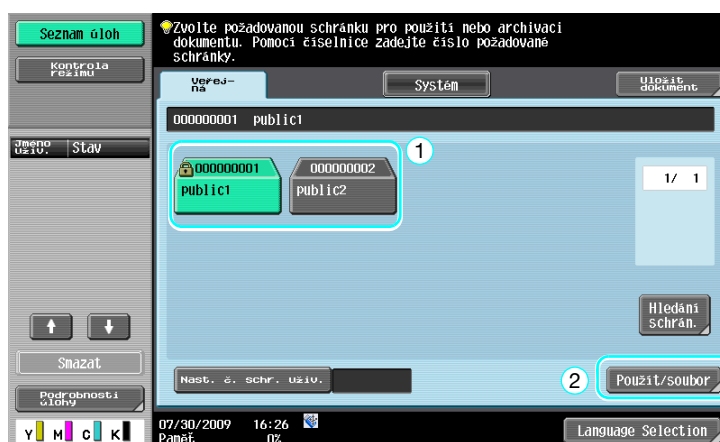 Seznam úloh
Kontrola
režimu
Jmeno
uživ.
Stav
Smazat
Podrobnosti
úlohy
Y M C K
Zvolte požadovanou schránku pro použití nebo archivaci
dokumentu. Pomocí číselnice zadejte číslo požadované
schránky.
Veřej-
ná
Systém
Uložit
dokument
000000001 public1
1
000000001
public1
000000002
public2
1/ 1
Hledání
schrán.
Nast. č. schr. uživ.
2
Použít/soubor
07/30/2009 16:26
Paměť 0%
Language Selection